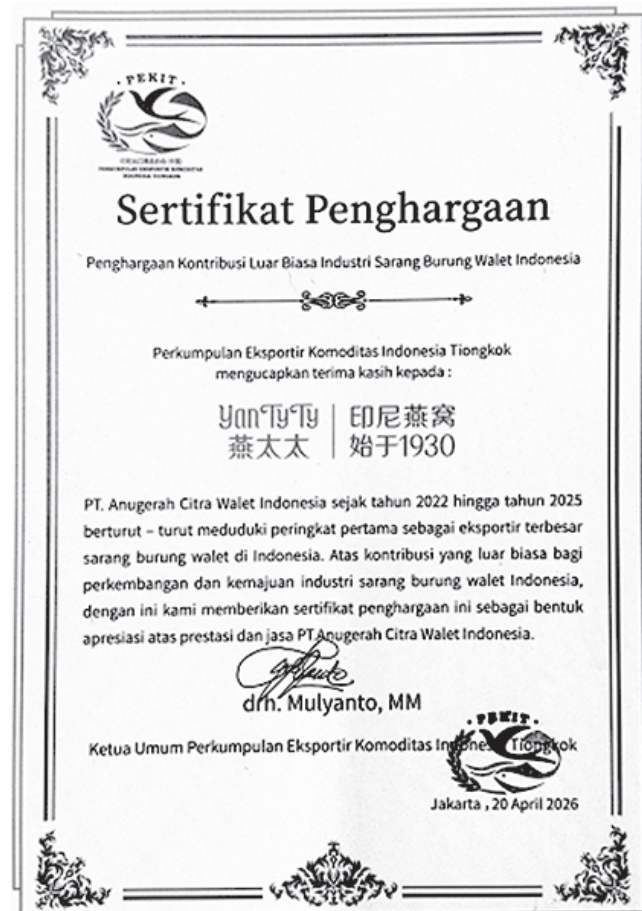 · PEKIT ·
PERKUMPULAN EKSPORTIR KOMODITAS
INDONESIA TIONGKOK
Sertifikat Penghargaan
Penghargaan Kontribusi Luar Biasa Industri Sarang Burung Walet Indonesia
Perkumpulan Eksportir Komoditas Indonesia Tiongkok
mengucapkan terima kasih kepada :
YanTyTy | 印尼燕窝
燕太太 | 始于1930
PT. Anugerah Citra Walet Indonesia sejak tahun 2022 hingga tahun 2025
berturut – turut meduduki peringkat pertama sebagai eksportir terbesar
sarang burung walet di Indonesia. Atas kontribusi yang luar biasa bagi
perkembangan dan kemajuan industri sarang burung walet Indonesia,
dengan ini kami memberikan sertifikat penghargaan ini sebagai bentuk
apresiasi atas prestasi dan jasa PT.Anugerah Citra Walet Indonesia.
drh. Mulyanto, MM
Ketua Umum Perkumpulan Eksportir Komoditas Indonesia Tiongkok
· PEKIT ·
Jakarta , 20 April 2026